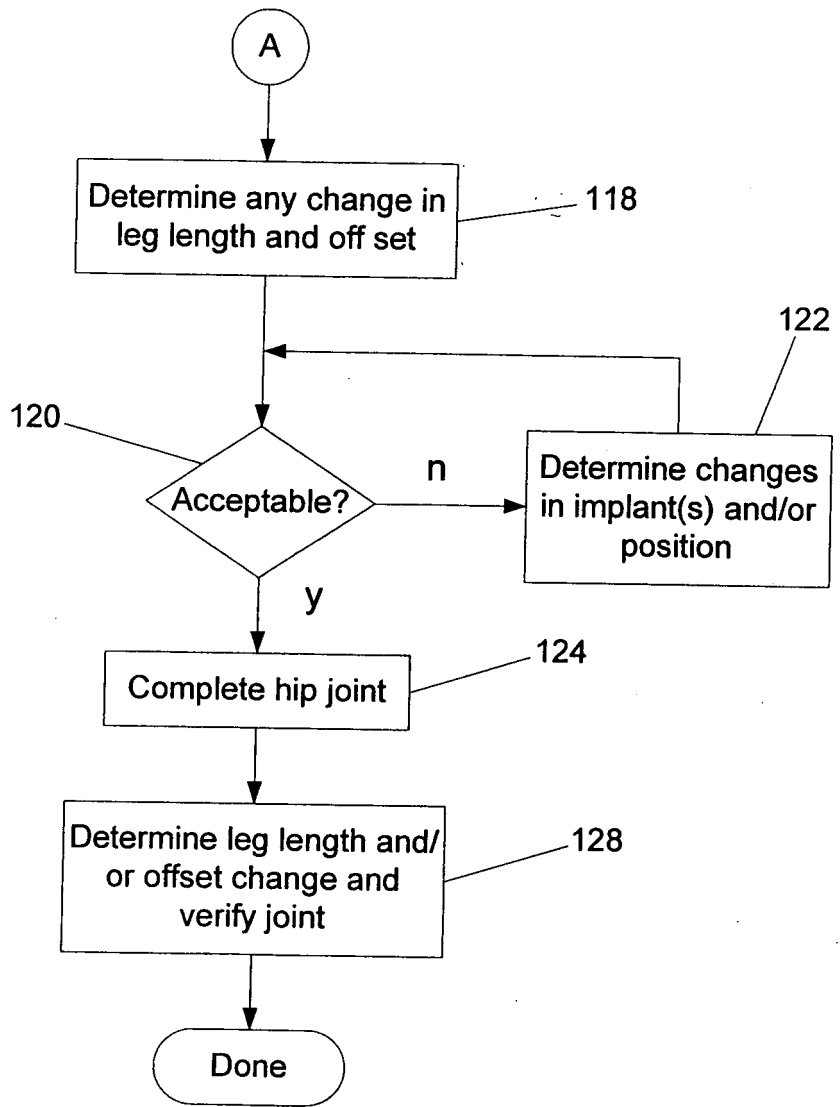 A
Determine any change in
leg length and off set
118
122
120
Acceptable?
n
Determine changes
in implant(s) and/or
position
y
124
Complete hip joint
Determine leg length and/
or offset change and
verify joint
128
Done